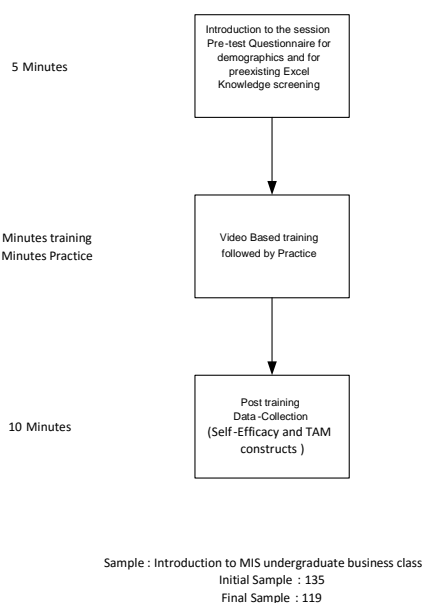 Introduction to the session
Pre-test Questionnaire for
demographics and for
preexisting Excel
Knowledge screening
5 Minutes
Minutes training
Minutes Practice
Video Based training
followed by Practice
Post training
Data-Collection
(Self-Efficacy and TAM
constructs )
10 Minutes
Sample : Introduction to MIS undergraduate business class
Initial Sample : 135
Final Sample : 119